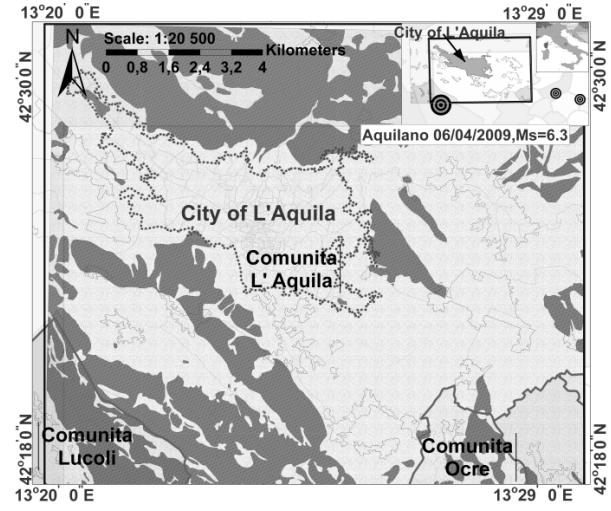 13°20' 0"E
13°29' 0"E
N
Scale: 1:20 500
Kilometers
0 0,8 1,6 2,4 3,2 4
City of L'Aquila
Aquilano 06/04/2009,Ms=6.3
42°30'0"N
42°30'0"N
City of L'Aquila
Comunita
L' Aquila
42°18'0"N
42°18'0"N
Comunita
Lucoli
Comunita
Ocre
13°20' 0"E
13°29' 0"E